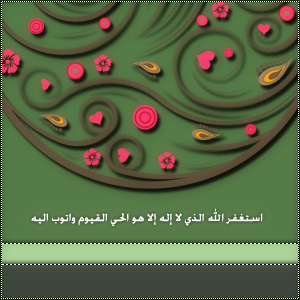 استغفر الله الذي لا إله إلا هو الحي القيوم واتوب اليه